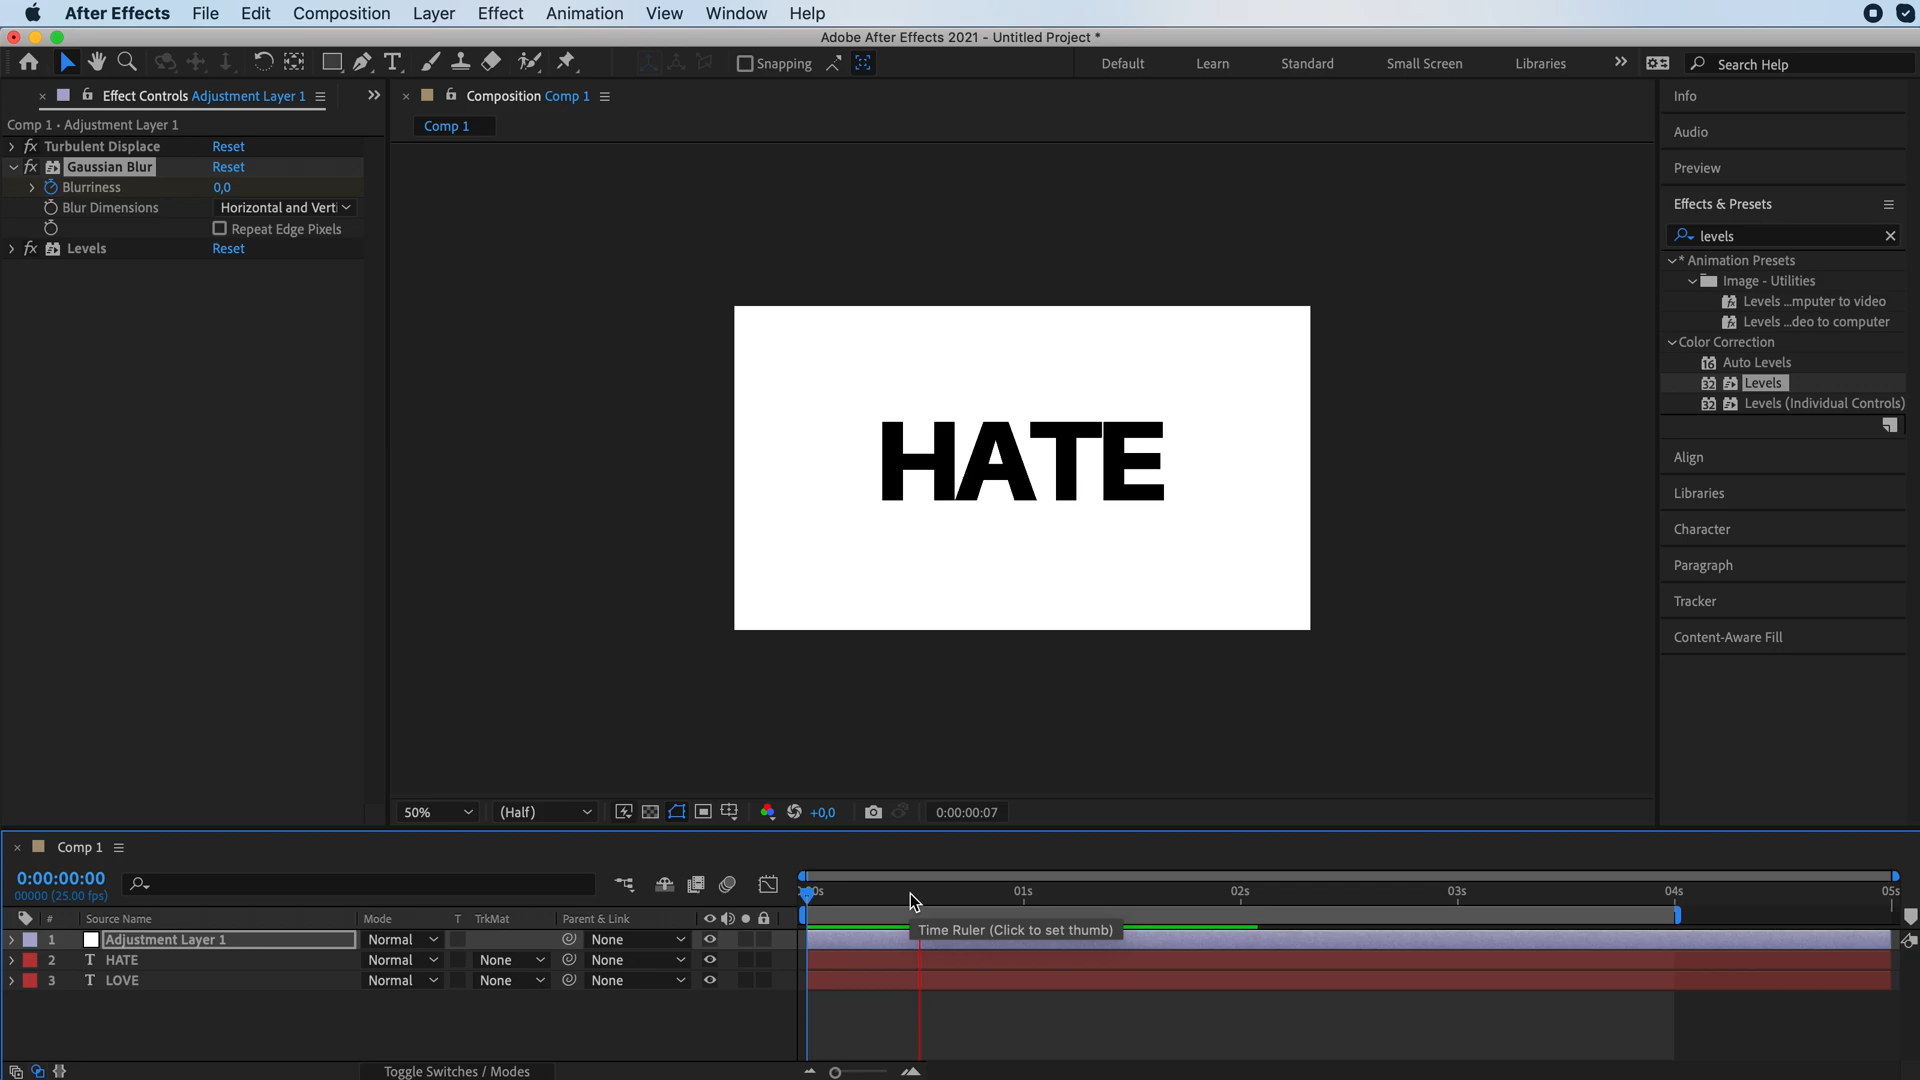 After Effects File Edit Composition Layer Effect Animation View Window Help
Adobe After Effects 2021 - Untitled Project *
Snapping Default Learn Standard Small Screen Libraries Search Help
Effect Controls Adjustment Layer 1
Comp 1 • Adjustment Layer 1
Turbulent Displace Reset
Gaussian Blur Reset
Blurriness 0,0
Blur Dimensions Horizontal and Verti
Repeat Edge Pixels
Levels Reset
Composition Comp 1
Comp 1
HATE
50% (Half) +0,0 0:00:00:07
Info
Audio
Preview
Effects & Presets
levels
* Animation Presets
Image - Utilities
Levels ...mputer to video
Levels ...deo to computer
Color Correction
16 Auto Levels
32 Levels
32 Levels (Individual Controls)
Align
Libraries
Character
Paragraph
Tracker
Content-Aware Fill
Comp 1
0:00:00:00
00000 (25.00 fps)
:00s 01s 02s 03s 04s 05s
# Source Name Mode T TrkMat Parent & Link
Time Ruler (Click to set thumb)
1 Adjustment Layer 1 Normal None
2 T HATE Normal None None
3 T LOVE Normal None None
Toggle Switches / Modes